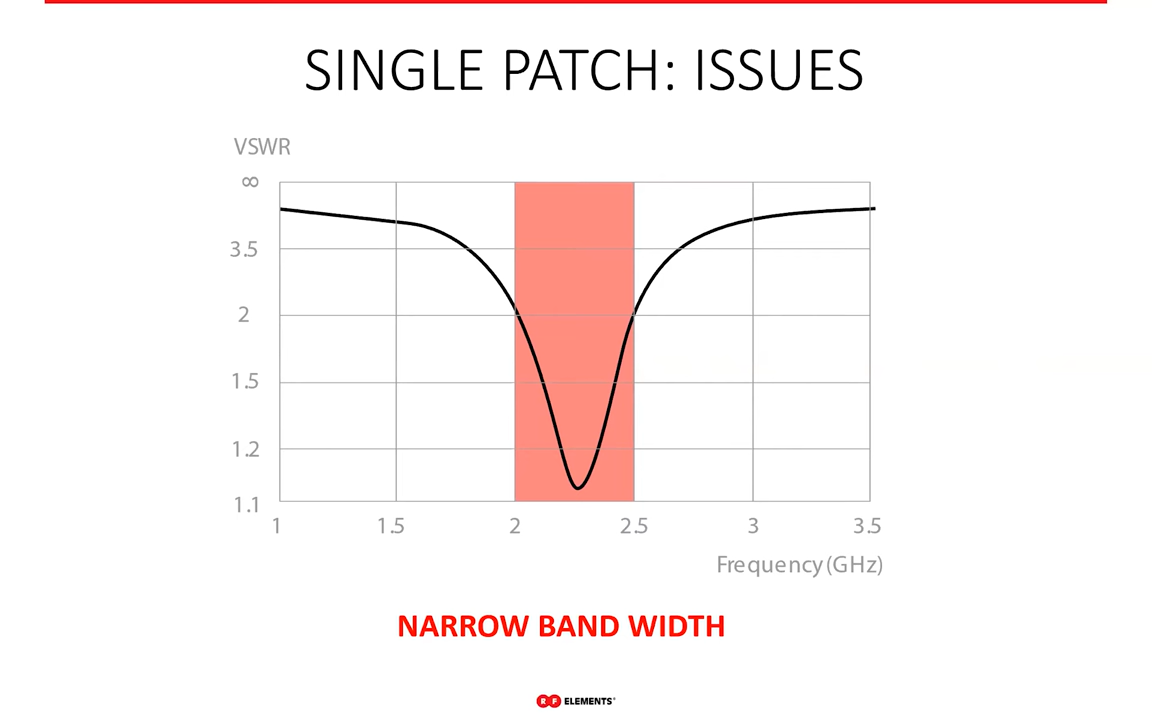 SINGLE PATCH: ISSUES
VSWR
∞
3.5
2
1.5
1.2
1.1
1 1.5 2 2.5 3 3.5
Frequency (GHz)
NARROW BAND WIDTH
RF ELEMENTS